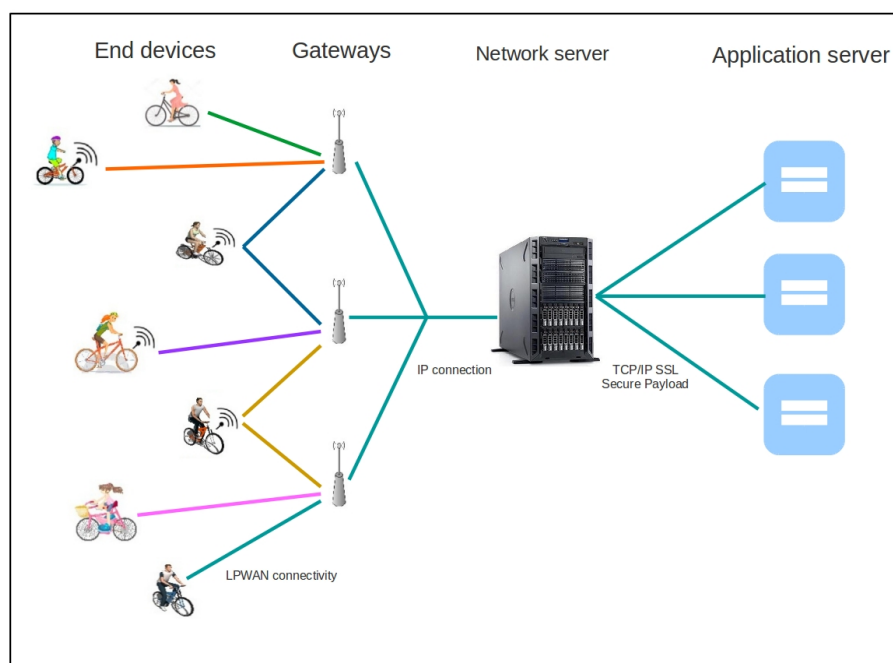 End devices
Gateways
Network server
Application server
IP connection
TCP/IP SSL
Secure Payload
LPWAN connectivity